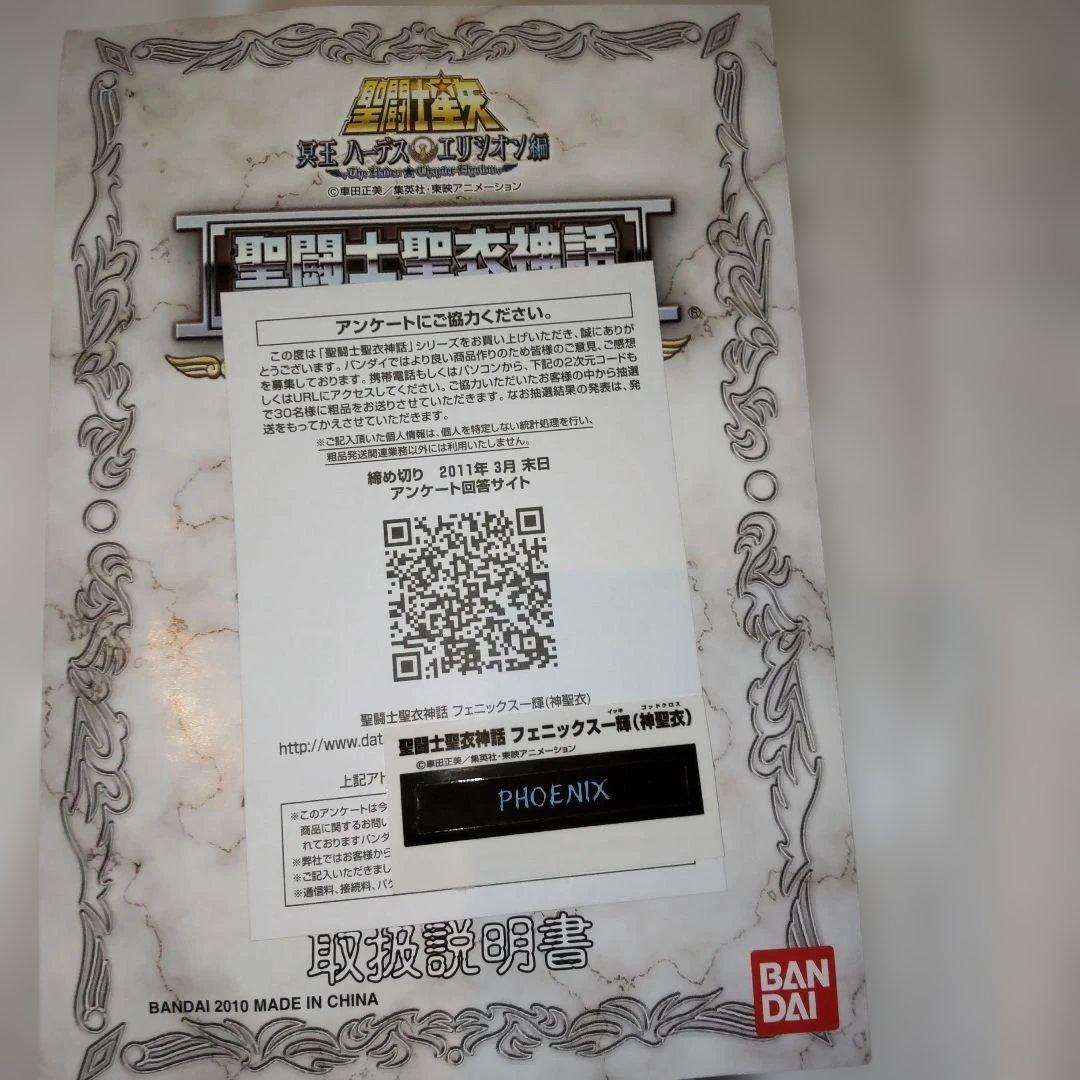 聖闘士星矢
冥王 ハーデス エリシオン編
The Hades ★ Chapter Elysion
©車田正美／集英社・東映アニメーション
聖闘士聖衣神話
®
アンケートにご協力ください。
この度は「聖闘士聖衣神話」シリーズをお買い上げいただき、誠にありが
とうございます。バンダイではより良い商品作りのため皆様のご意見、ご感想
を募集しております。携帯電話もしくはパソコンから、下記の2次元コードも
しくはURLにアクセスしてください。ご協力いただいたお客様の中から抽選
で30名様に粗品をお送りさせていただきます。なお抽選結果の発表は、発
送をもってかえさせていただきます。
※ご記入頂いた個人情報は、個人を特定しない統計処理を行い、
粗品発送関連業務以外には利用いたしません。
締め切り 2011年 3月 末日
アンケート回答サイト
聖闘士聖衣神話 フェニックス一輝(神聖衣)
http://www.dat
上記アド
※このアンケートは今
商品に関するお問い
れておりますバンダ
※弊社ではお客様から
※ご記入いただきまし
※通信料、接続料、パケ
イッキ ゴッドクロス
聖闘士聖衣神話 フェニックス一輝(神聖衣)
©車田正美／集英社・東映アニメーション
PHOENIX
取扱説明書
BANDAI 2010 MADE IN CHINA
BAN
DAI